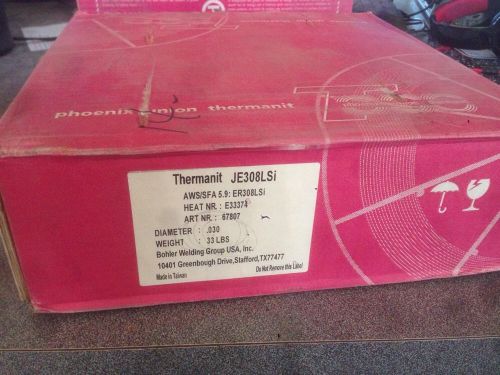 phoenix union thermanit
Thermanit JE308LSi
AWS/SFA 5.9: ER308LSi
HEAT NR. : E33374
ART NR. : 67807
DIAMETER : .030
WEIGHT : 33 LBS
Bohler Welding Group USA, Inc.
10401 Greenbough Drive,Stafford,TX77477
Made in Taiwan
Do Not Remove this Label